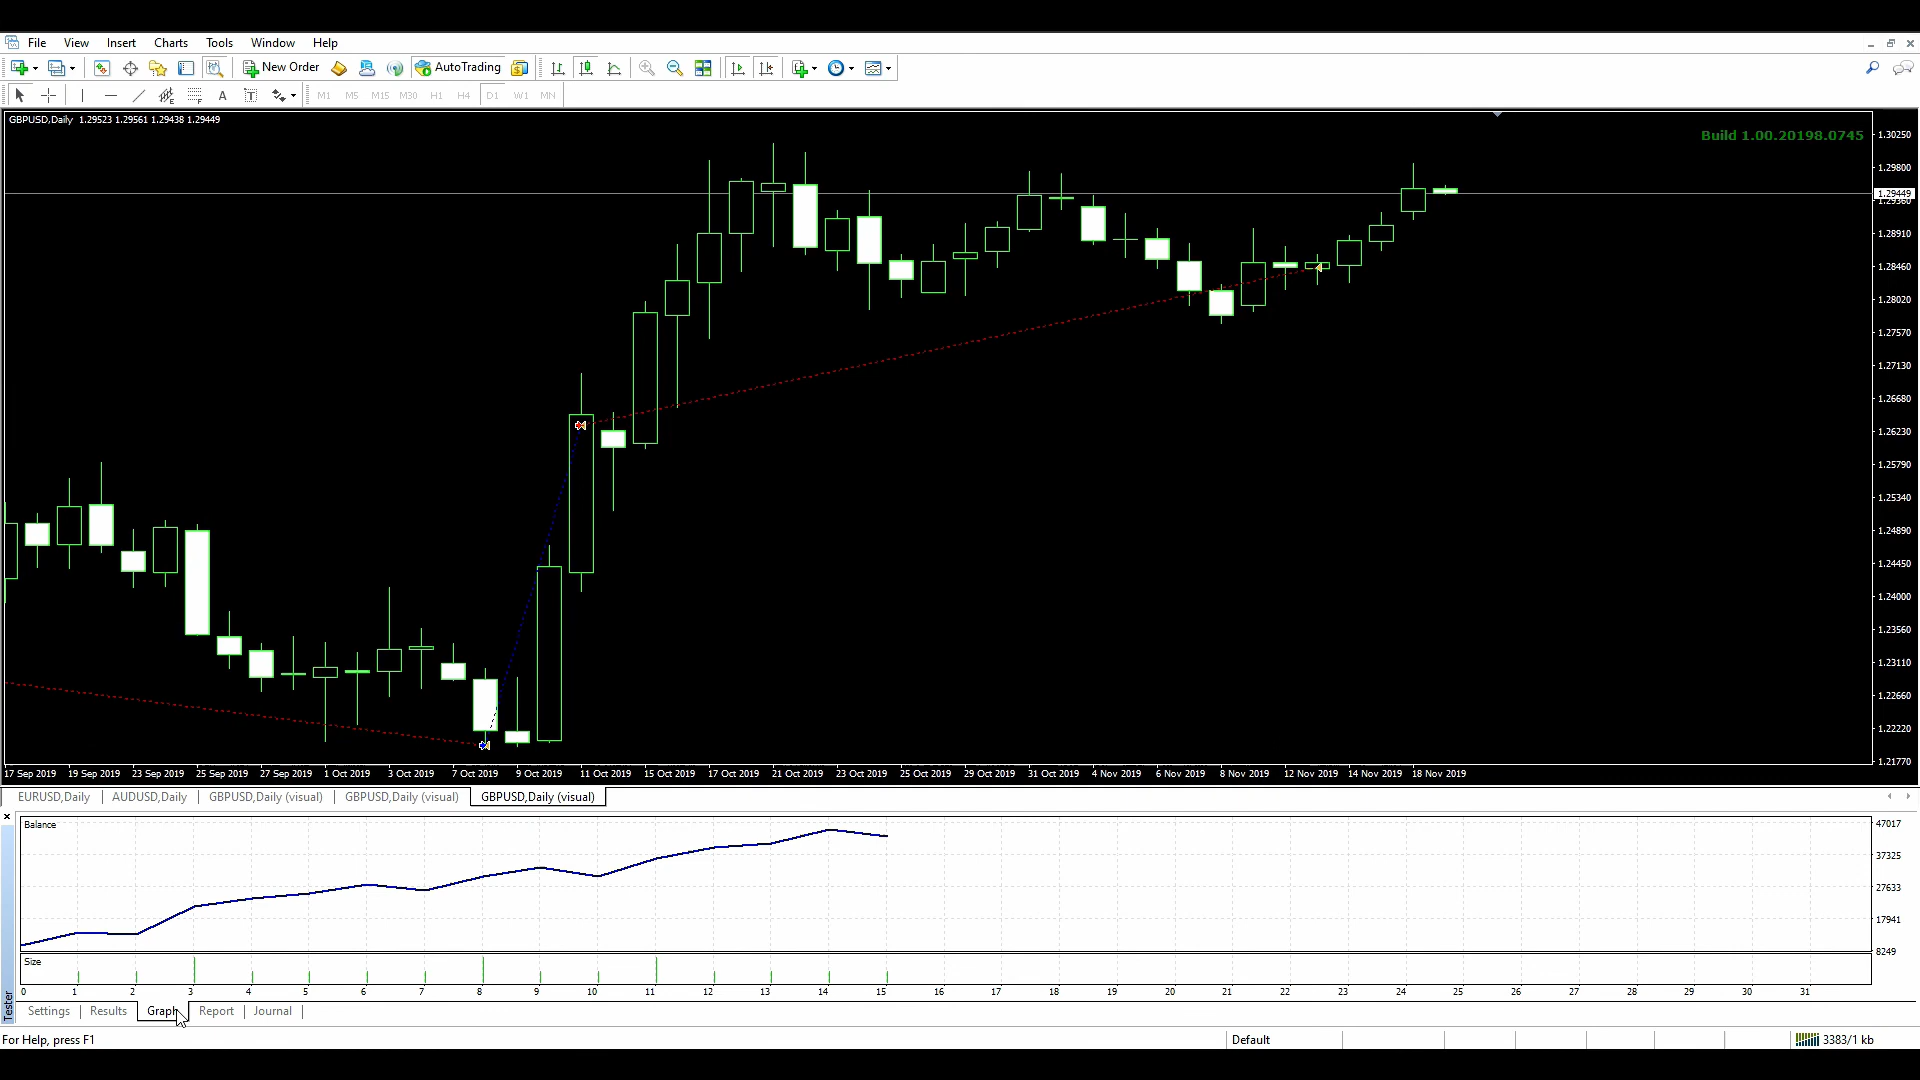 File View Insert Charts Tools Window Help
New Order AutoTrading
A T M1 M5 M15 M30 H1 H4 D1 W1 MN
GBPUSD,Daily 1.29523 1.29561 1.29438 1.29449
Build 1.00.20198.0745
1.30250
1.29800
1.29449
1.29360
1.28910
1.28460
1.28020
1.27570
1.27130
1.26680
1.26230
1.25790
1.25340
1.24890
1.24450
1.24000
1.23560
1.23110
1.22660
1.22220
1.21770
17 Sep 2019 19 Sep 2019 23 Sep 2019 25 Sep 2019 27 Sep 2019 1 Oct 2019 3 Oct 2019 7 Oct 2019 9 Oct 2019 11 Oct 2019 15 Oct 2019 17 Oct 2019 21 Oct 2019 23 Oct 2019 25 Oct 2019 29 Oct 2019 31 Oct 2019 4 Nov 2019 6 Nov 2019 8 Nov 2019 12 Nov 2019 14 Nov 2019 18 Nov 2019
EURUSD,Daily AUDUSD,Daily GBPUSD,Daily (visual) GBPUSD,Daily (visual) GBPUSD,Daily (visual)
Balance
47017
37325
27633
17941
8249
Size
0 1 2 3 4 5 6 7 8 9 10 11 12 13 14 15 16 17 18 19 20 21 22 23 24 25 26 27 28 29 30 31
Tester
Settings Results Graph Report Journal
For Help, press F1 Default 3383/1 kb